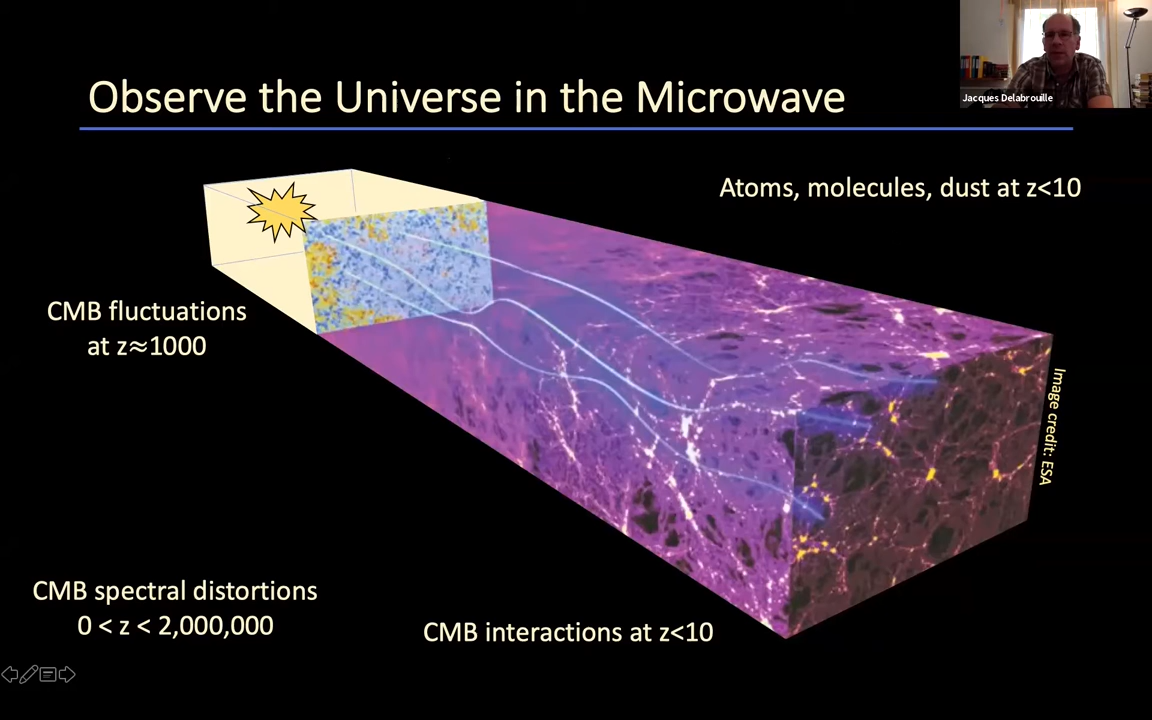 Observe the Universe in the Microwave
Jacques Delabrouille
Atoms, molecules, dust at z<10
CMB fluctuations
at z≈1000
Image credit: ESA
CMB spectral distortions
0 < z < 2,000,000
CMB interactions at z<10